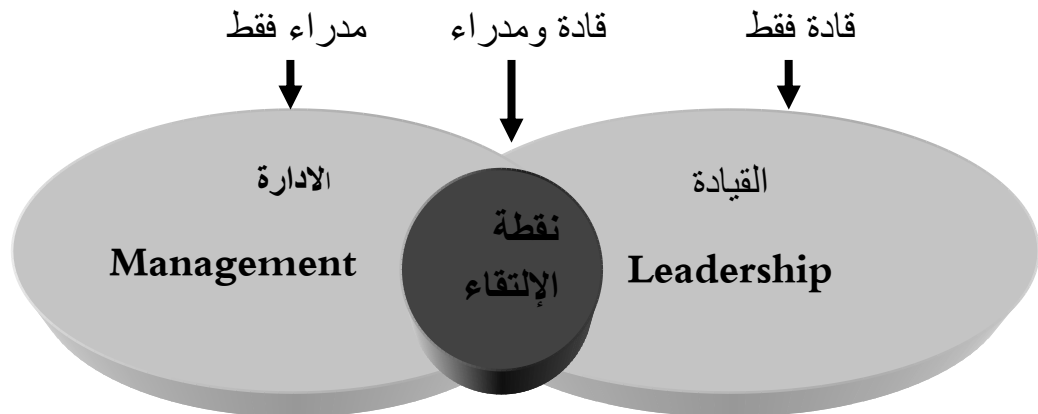 قادة فقط
قادة ومدراء
مدراء فقط
القيادة
Leadership
نقطة
الإلتقاء
الادارة
Management